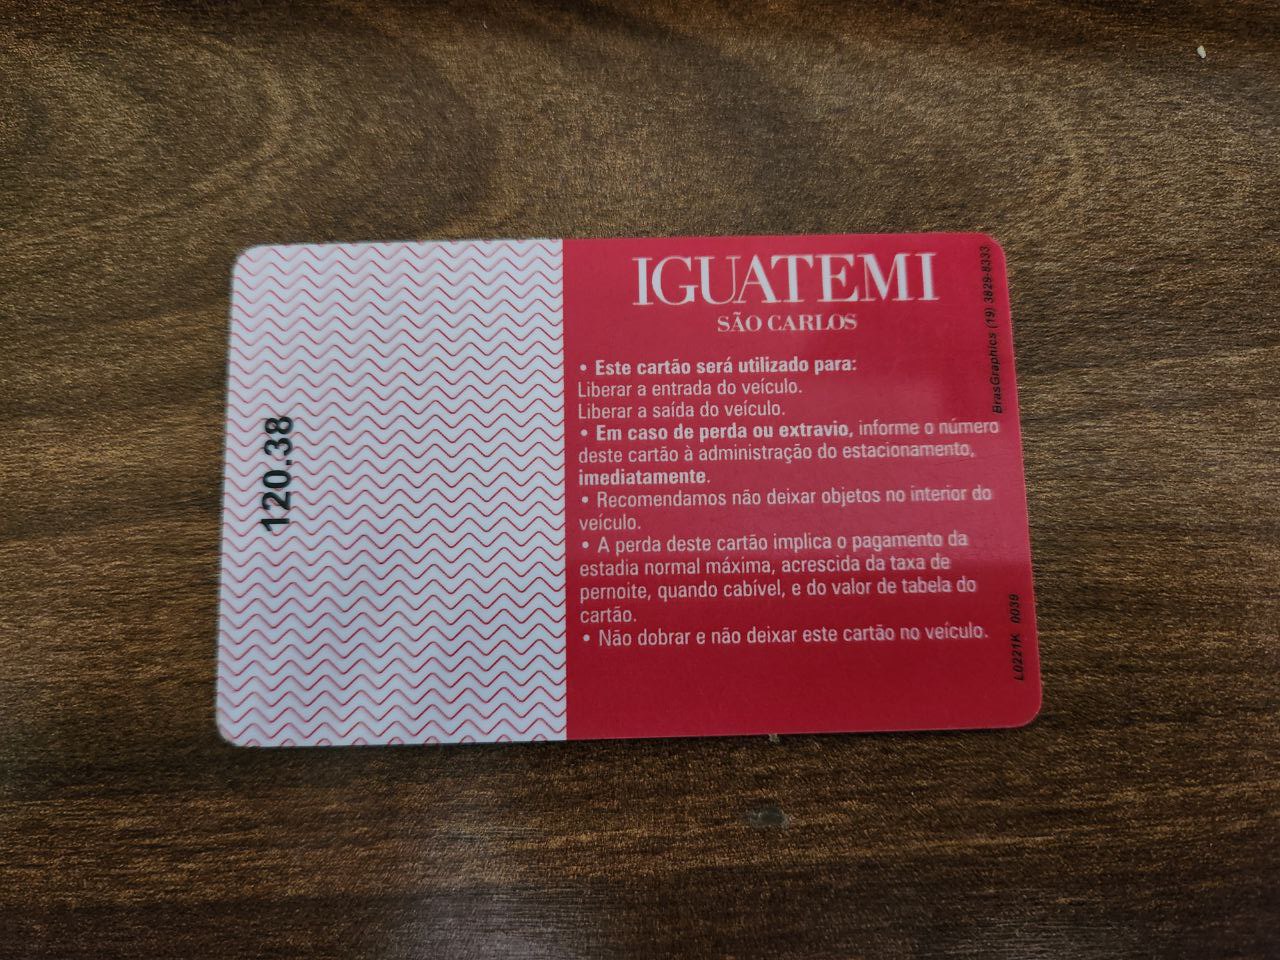 120.38
IGUATEMI
SÃO CARLOS
• Este cartão será utilizado para:
Liberar a entrada do veículo.
Liberar a saída do veículo.
• Em caso de perda ou extravio, informe o número
deste cartão à administração do estacionamento,
imediatamente.
• Recomendamos não deixar objetos no interior do
veículo.
• A perda deste cartão implica o pagamento da
estadia normal máxima, acrescida da taxa de
pernoite, quando cabível, e do valor de tabela do
cartão.
• Não dobrar e não deixar este cartão no veículo.
BrasGraphics (19) 3829-8333
L0221K 0039